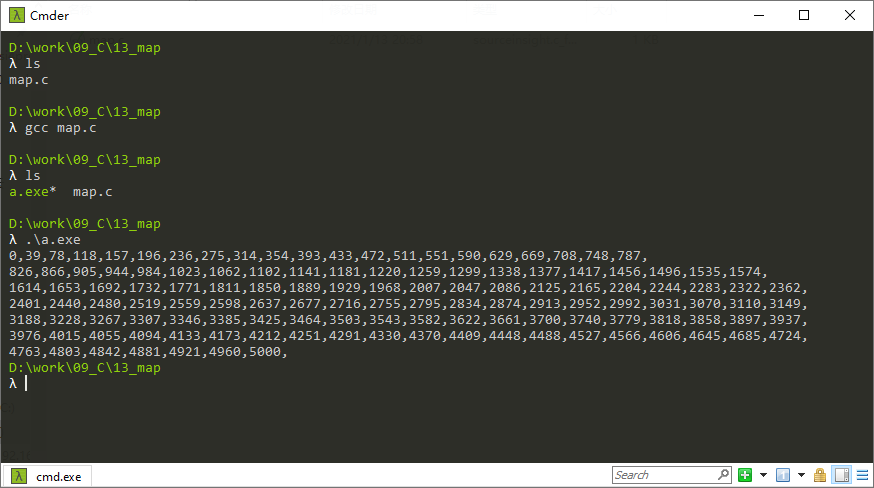 Cmder
D:\work\09_C\13_map
λ ls
map.c
D:\work\09_C\13_map
λ gcc map.c
D:\work\09_C\13_map
λ ls
a.exe*  map.c
D:\work\09_C\13_map
λ .\a.exe
0,39,78,118,157,196,236,275,314,354,393,433,472,511,551,590,629,669,708,748,787,
826,866,905,944,984,1023,1062,1102,1141,1181,1220,1259,1299,1338,1377,1417,1456,1496,1535,1574,
1614,1653,1692,1732,1771,1811,1850,1889,1929,1968,2007,2047,2086,2125,2165,2204,2244,2283,2322,2362,
2401,2440,2480,2519,2559,2598,2637,2677,2716,2755,2795,2834,2874,2913,2952,2992,3031,3070,3110,3149,
3188,3228,3267,3307,3346,3385,3425,3464,3503,3543,3582,3622,3661,3700,3740,3779,3818,3858,3897,3937,
3976,4015,4055,4094,4133,4173,4212,4251,4291,4330,4370,4409,4448,4488,4527,4566,4606,4645,4685,4724,
4763,4803,4842,4881,4921,4960,5000,
D:\work\09_C\13_map
λ
cmd.exe
Search